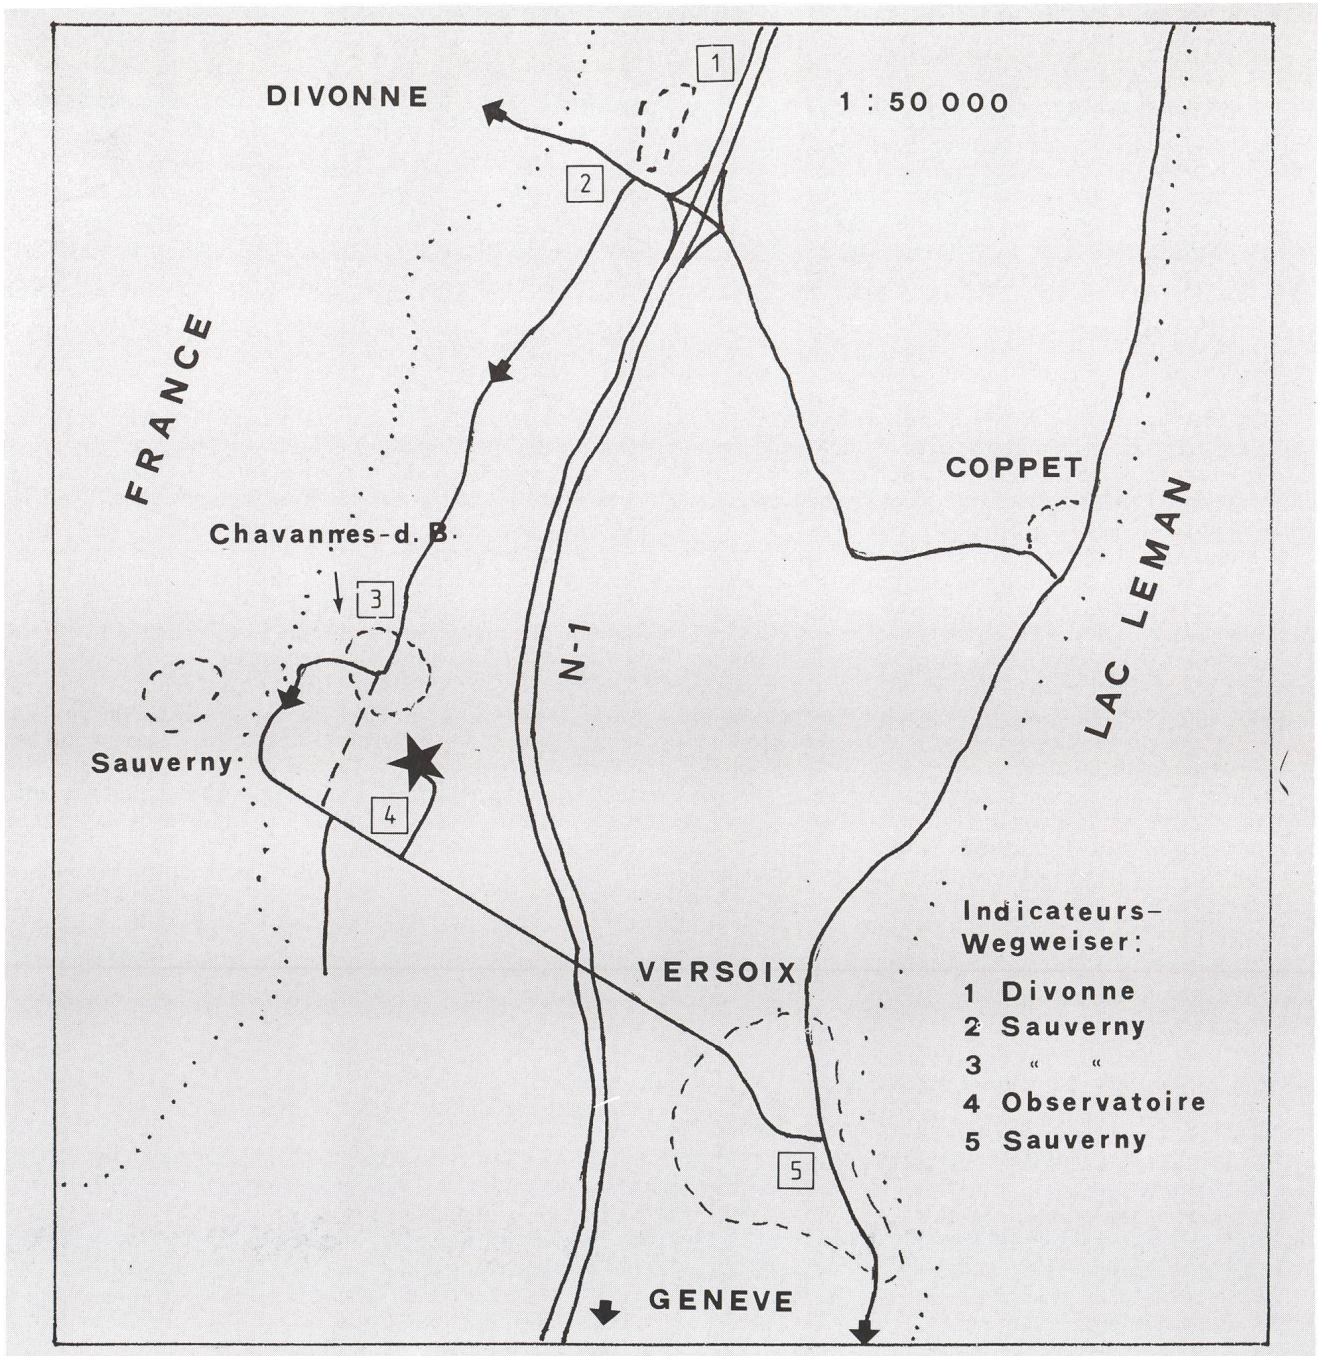 1
DIVONNE
1 : 50 000
2
FRANCE
COPPET
Chavannes-d. B.
3
N-1
LAC LEMAN
Sauverny
4
VERSOIX
Indicateurs-
Wegweiser:
1 Divonne
2 Sauverny
3 " "
4 Observatoire
5 Sauverny
5
GENEVE